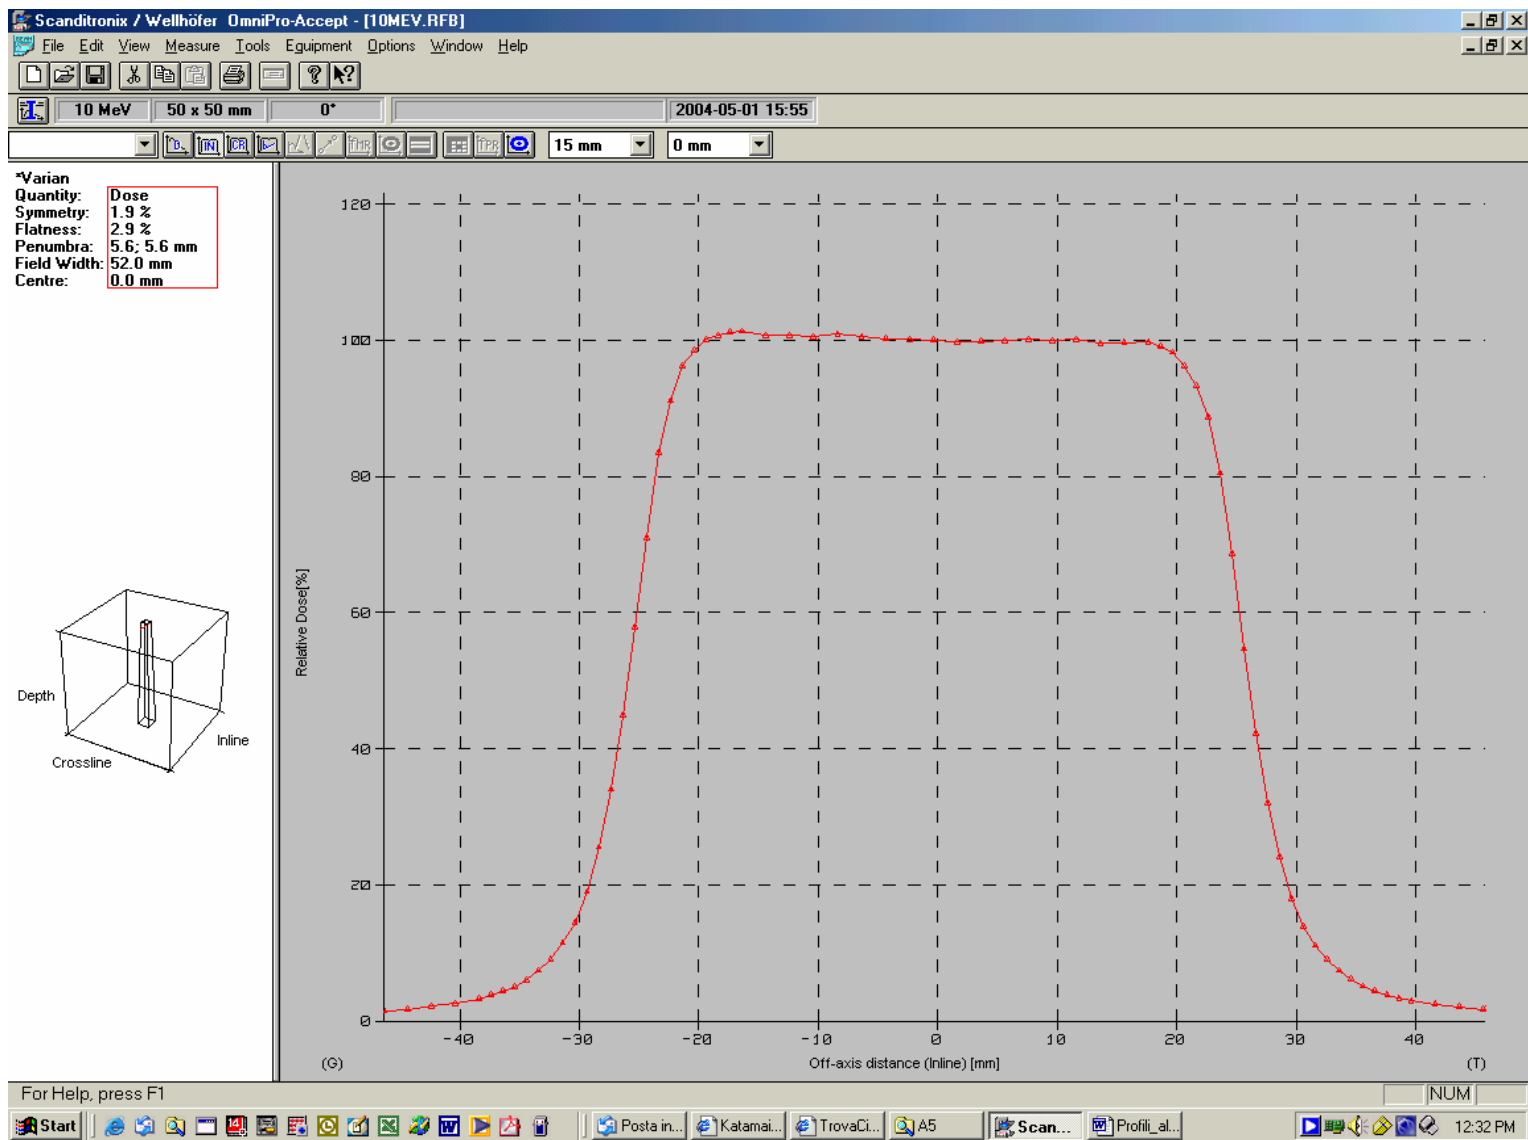 Scanditronix / Wellhöfer OmniPro-Accept - [10MEV.RFB]
File Edit View Measure Tools Equipment Options Window Help
10 MeV 50 x 50 mm 0° 2004-05-01 15:55
15 mm 0 mm
*Varian
Quantity: Dose
Symmetry: 1.9 %
Flatness: 2.9 %
Penumbra: 5.6; 5.6 mm
Field Width: 52.0 mm
Centre: 0.0 mm
Depth
Crossline
Inline
120
100
80
60
40
20
0
Relative Dose[%]
-40 -30 -20 -10 0 10 20 30 40
(G) Off-axis distance (Inline) [mm] (T)
For Help, press F1 NUM
Start Posta in... Katamai... TrovaCi... A5 Scan... Profili_al... 12:32 PM